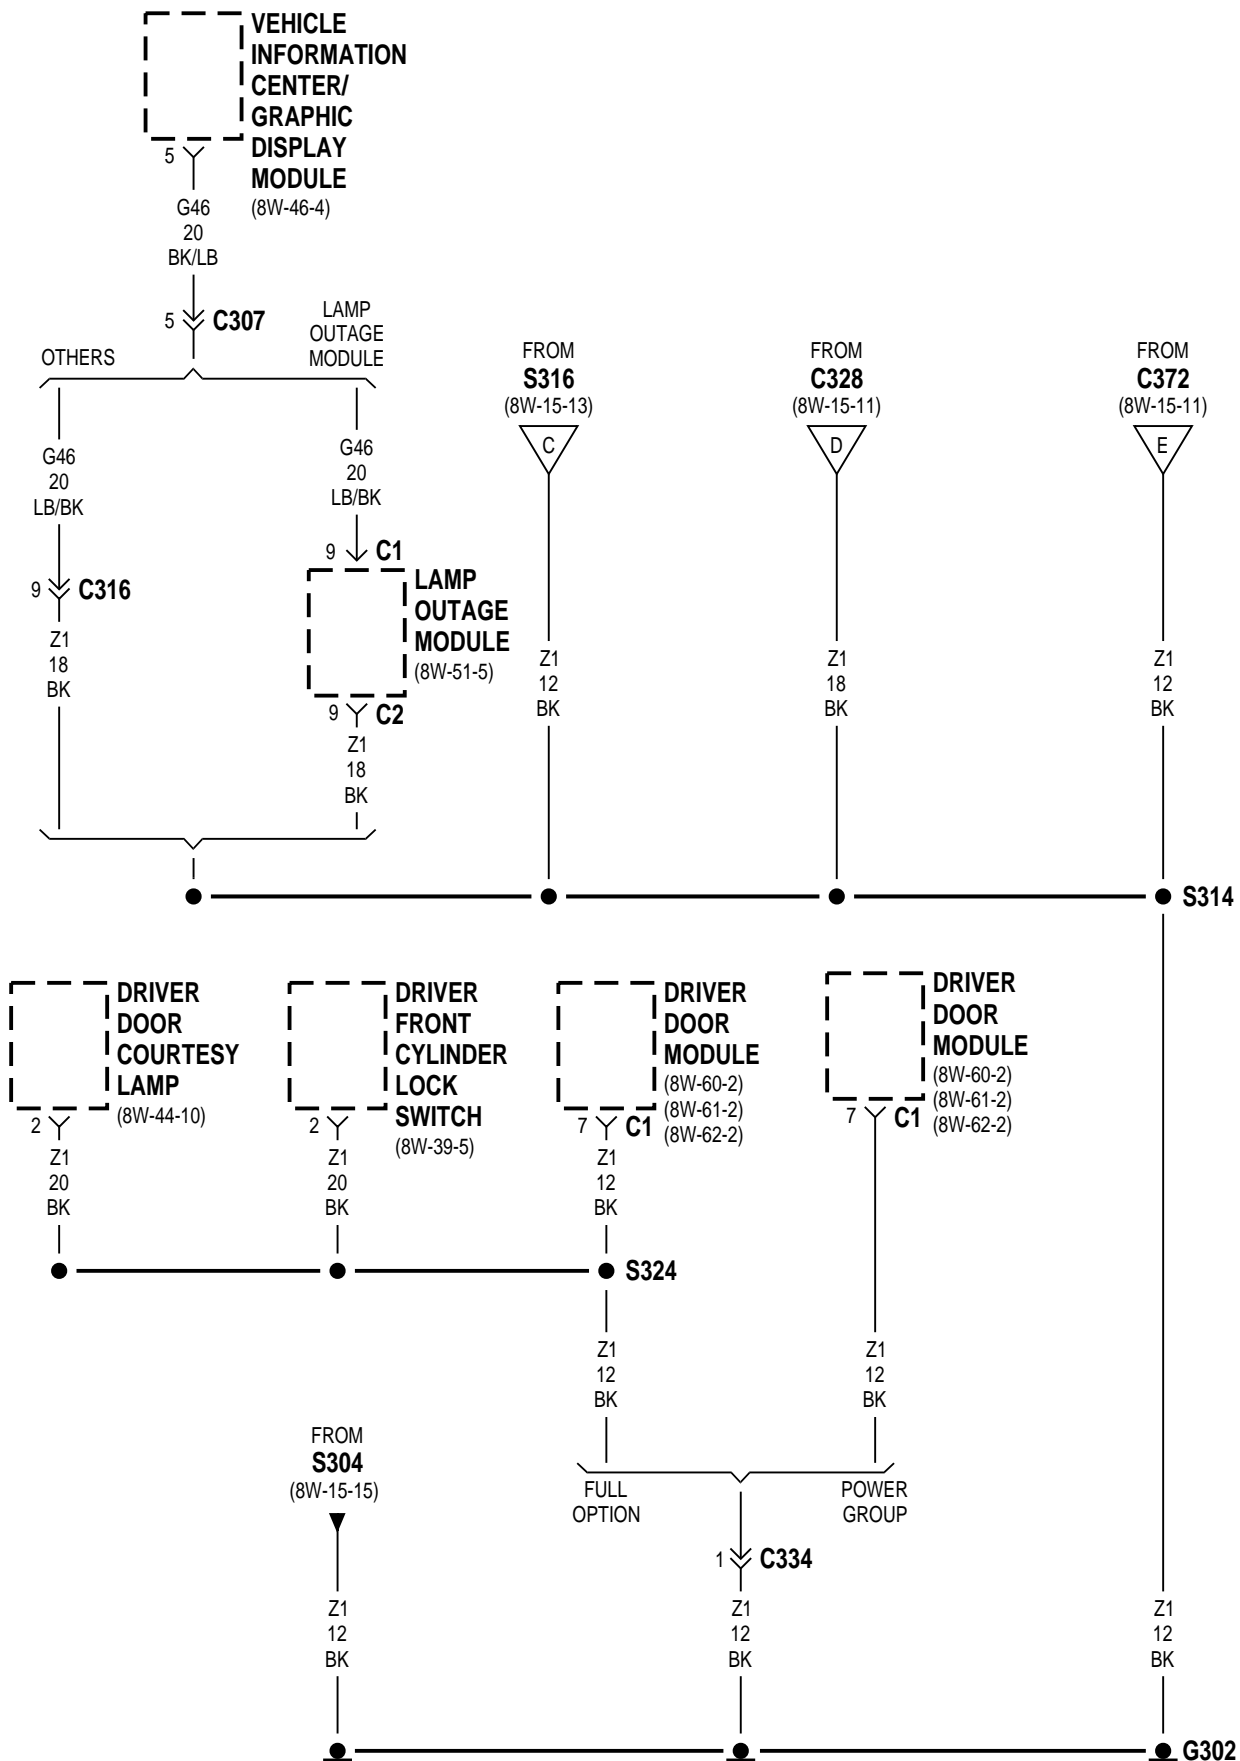 VEHICLE
INFORMATION
CENTER/
GRAPHIC
DISPLAY
MODULE
(8W-46-4)
5
G46
20
BK/LB
5
C307
OTHERS
LAMP
OUTAGE
MODULE
G46
20
LB/BK
9
C316
Z1
18
BK
G46
20
LB/BK
9
C1
LAMP
OUTAGE
MODULE
(8W-51-5)
9
C2
Z1
18
BK
FROM
S316
(8W-15-13)
C
Z1
12
BK
FROM
C328
(8W-15-11)
D
Z1
18
BK
FROM
C372
(8W-15-11)
E
Z1
12
BK
S314
DRIVER
DOOR
COURTESY
LAMP
(8W-44-10)
2
Z1
20
BK
DRIVER
FRONT
CYLINDER
LOCK
SWITCH
(8W-39-5)
2
Z1
20
BK
DRIVER
DOOR
MODULE
(8W-60-2)
(8W-61-2)
(8W-62-2)
7
C1
Z1
12
BK
DRIVER
DOOR
MODULE
(8W-60-2)
(8W-61-2)
(8W-62-2)
7
C1
S324
Z1
12
BK
Z1
12
BK
FROM
S304
(8W-15-15)
FULL
OPTION
POWER
GROUP
1
C334
Z1
12
BK
Z1
12
BK
Z1
12
BK
G302